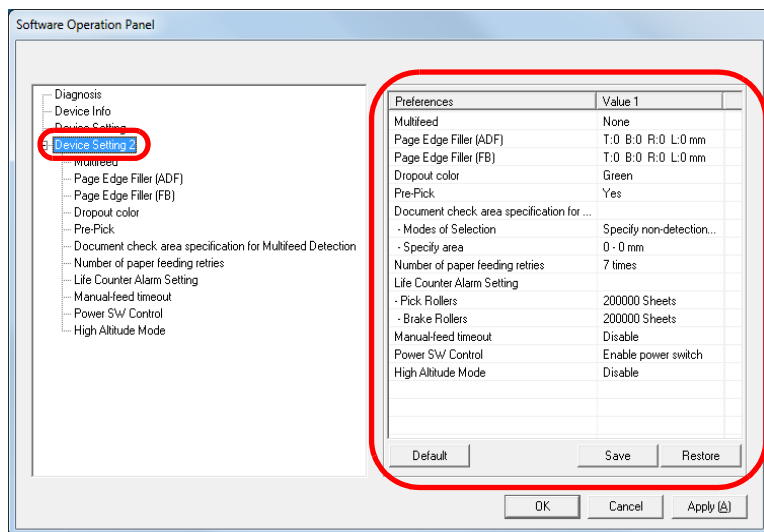 Software Operation Panel
Diagnosis
Device Info
Device Setting
Device Setting 2
Multifeed
Page Edge Filler (ADF)
Page Edge Filler (FB)
Dropout color
Pre-Pick
Document check area specification for Multifeed Detection
Number of paper feeding retries
Life Counter Alarm Setting
Manual-feed timeout
Power SW Control
High Altitude Mode
Preferences Value 1
Multifeed None
Page Edge Filler (ADF) T:0 B:0 R:0 L:0 mm
Page Edge Filler (FB) T:0 B:0 R:0 L:0 mm
Dropout color Green
Pre-Pick Yes
Document check area specification for ...
- Modes of Selection Specify non-detection...
- Specify area 0 - 0 mm
Number of paper feeding retries 7 times
Life Counter Alarm Setting
- Pick Rollers 200000 Sheets
- Brake Rollers 200000 Sheets
Manual-feed timeout Disable
Power SW Control Enable power switch
High Altitude Mode Disable
Default Save Restore
OK Cancel Apply (A)